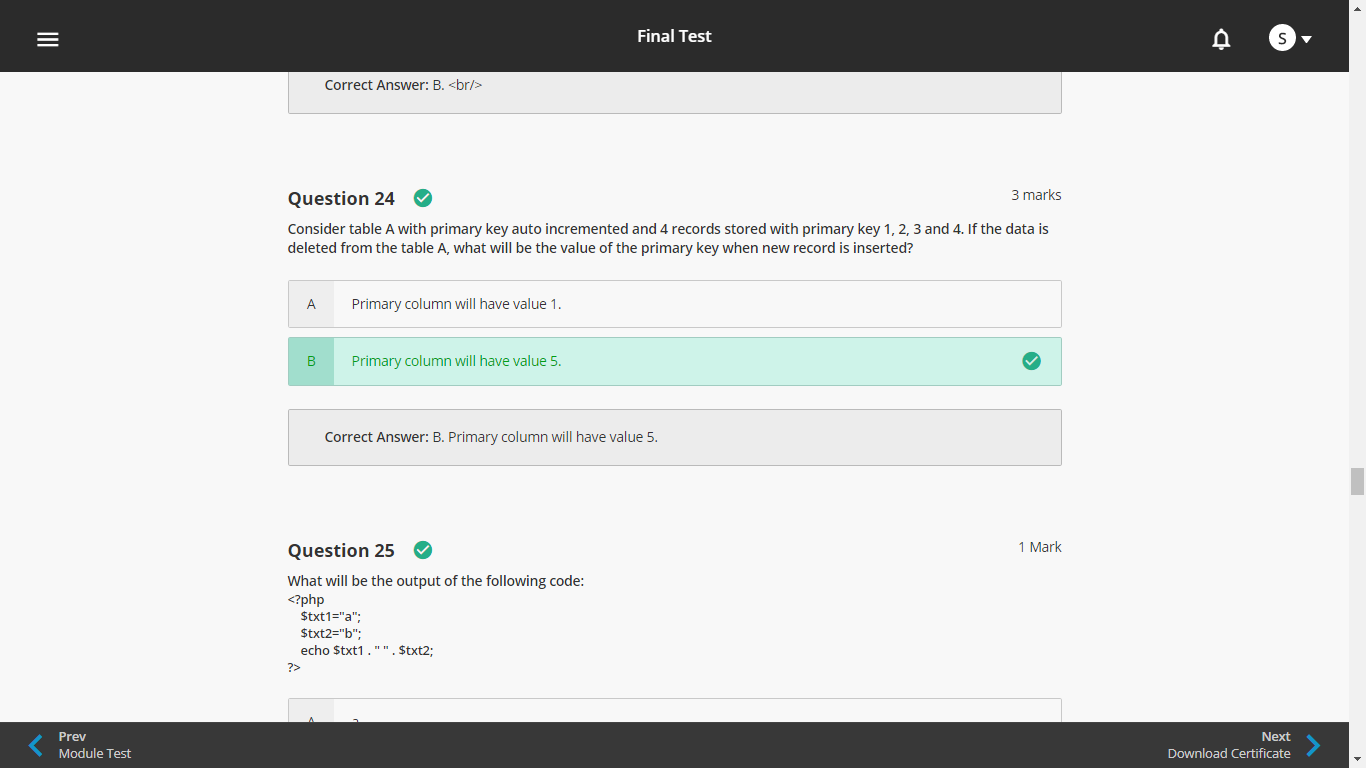 Final Test
S
Correct Answer: B. <br/>
Question 24
3 marks
Consider table A with primary key auto incremented and 4 records stored with primary key 1, 2, 3 and 4. If the data is
deleted from the table A, what will be the value of the primary key when new record is inserted?
A Primary column will have value 1.
B Primary column will have value 5.
Correct Answer: B. Primary column will have value 5.
Question 25
1 Mark
What will be the output of the following code:
<?php
$txt1="a";
$txt2="b";
echo $txt1 . " " . $txt2;
?>
A a
Prev
Module Test
Next
Download Certificate